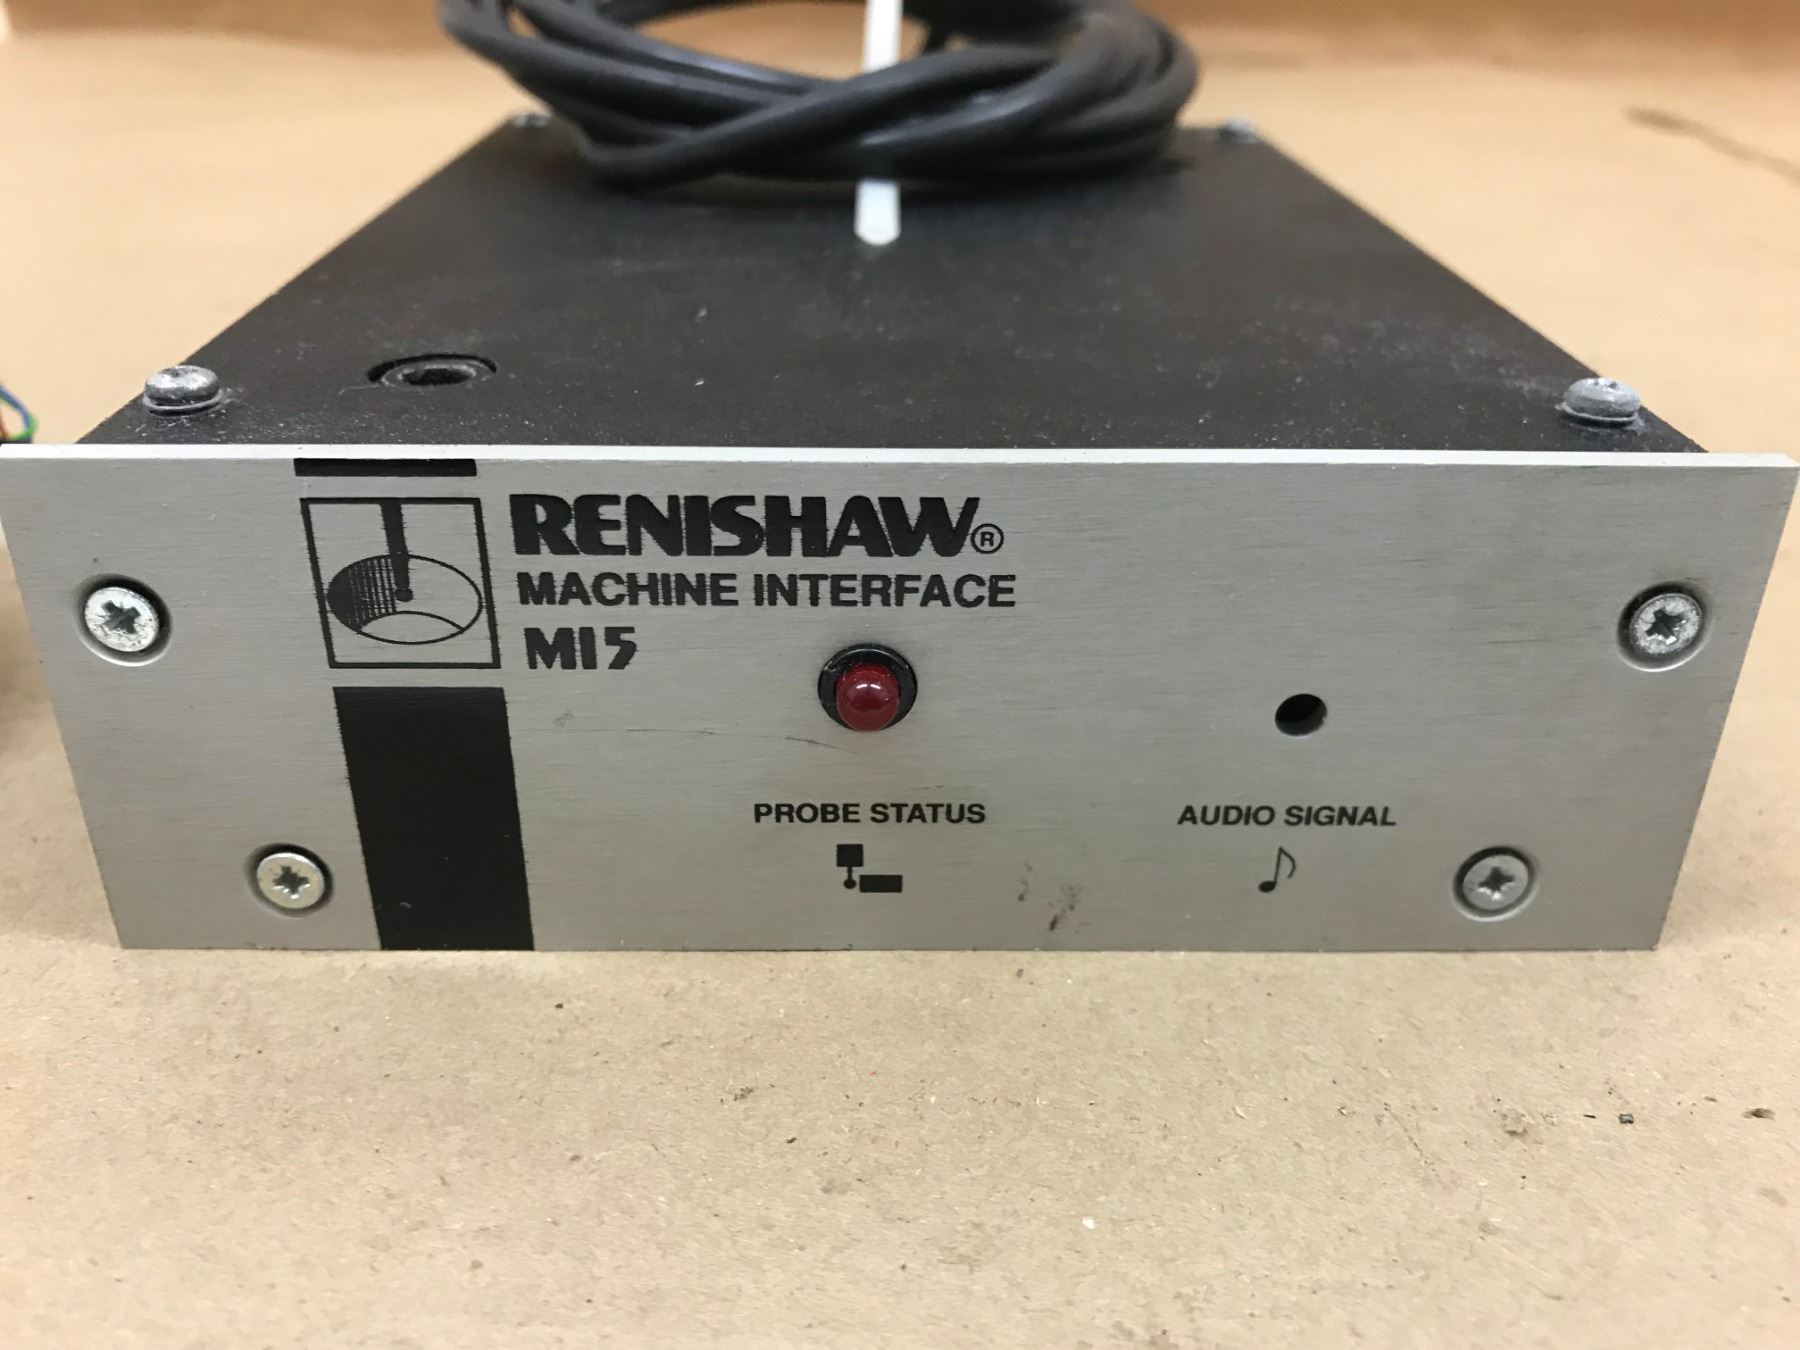 RENISHAW®
MACHINE INTERFACE
MI5
PROBE STATUS
AUDIO SIGNAL